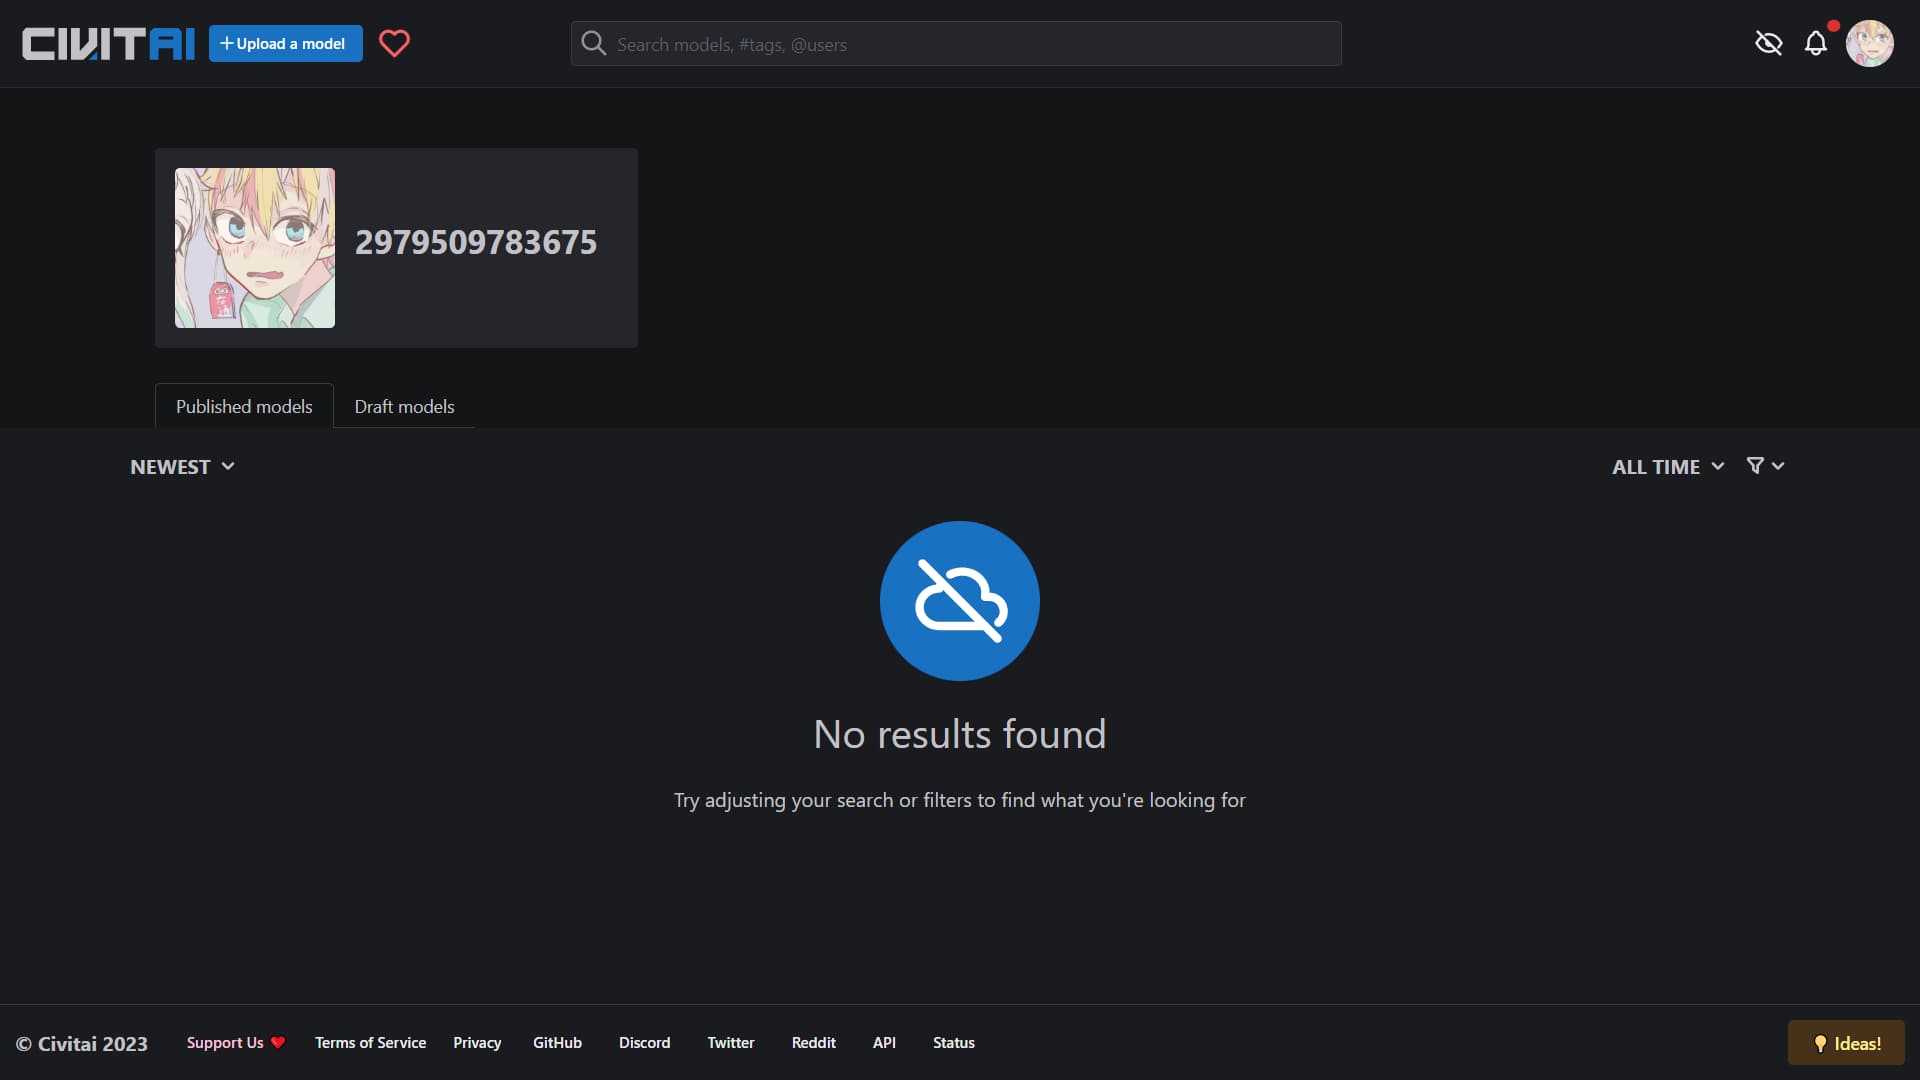 CIVITAI
Upload a model
Search models, #tags, @users
2979509783675
Published models
Draft models
NEWEST
ALL TIME
No results found
Try adjusting your search or filters to find what you're looking for
© Civitai 2023
Support Us ❤️
Terms of Service
Privacy
GitHub
Discord
Twitter
Reddit
API
Status
💡 Ideas!